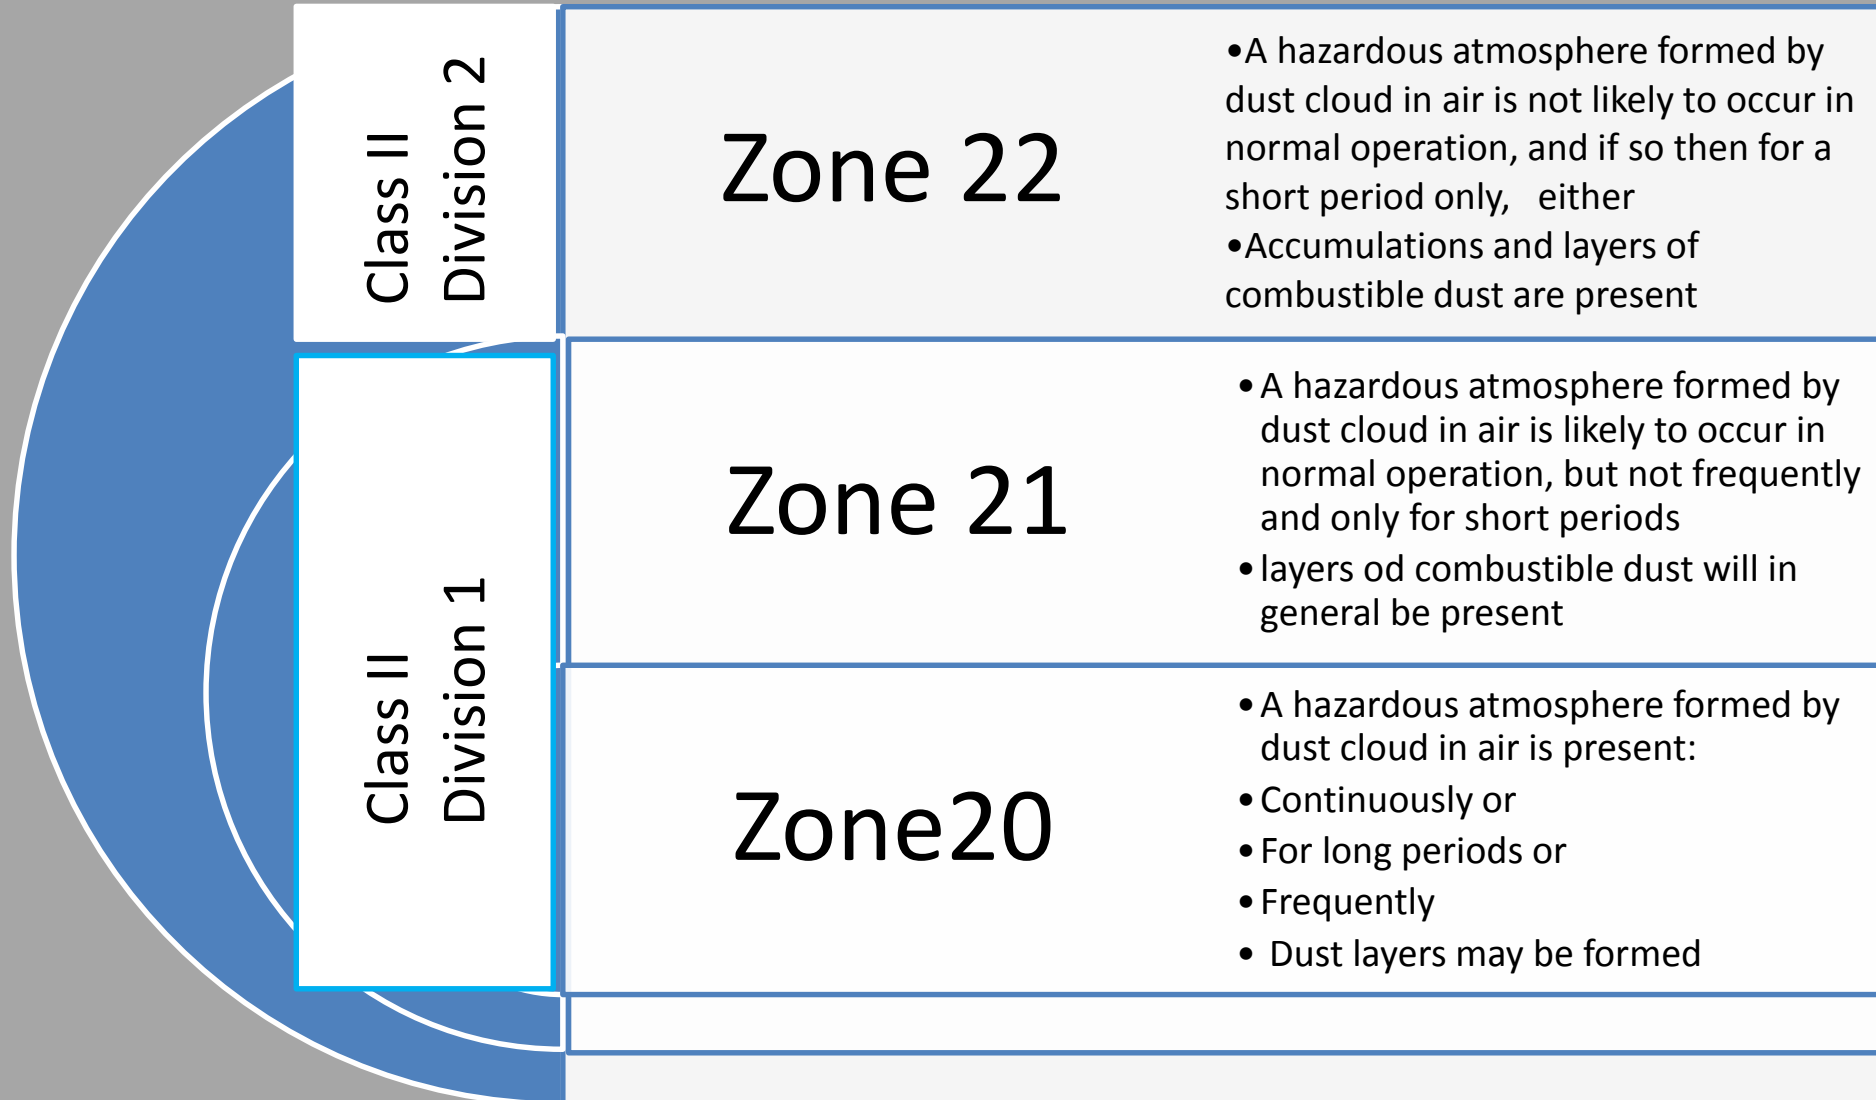 Class II
Division 2
Zone 22
•A hazardous atmosphere formed by
dust cloud in air is not likely to occur in
normal operation, and if so then for a
short period only,   either
•Accumulations and layers of
combustible dust are present
Class II
Division 1
Zone 21
•A hazardous atmosphere formed by
dust cloud in air is likely to occur in
normal operation, but not frequently
and only for short periods
•layers od combustible dust will in
general be present
Zone20
•A hazardous atmosphere formed by
dust cloud in air is present:
•Continuously or
•For long periods or
•Frequently
• Dust layers may be formed